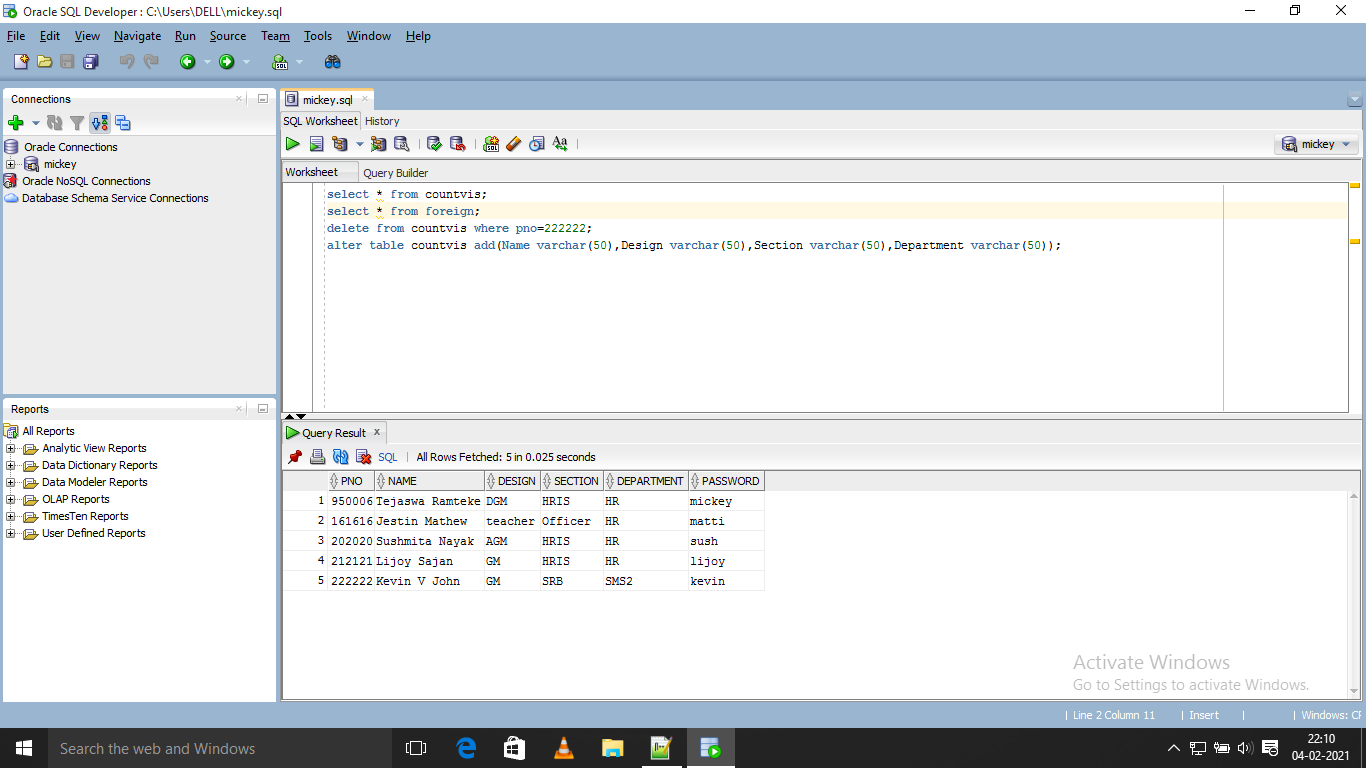 Oracle SQL Developer : C:\Users\DELL\mickey.sql
File Edit View Navigate Run Source Team Tools Window Help
Connections
Oracle Connections
mickey
Oracle NoSQL Connections
Database Schema Service Connections
Reports
All Reports
Analytic View Reports
Data Dictionary Reports
Data Modeler Reports
OLAP Reports
TimesTen Reports
User Defined Reports
mickey.sql
SQL Worksheet History
mickey
Worksheet Query Builder
select * from countvis;
select * from foreign;
delete from countvis where pno=222222;
alter table countvis add(Name varchar(50),Design varchar(50),Section varchar(50),Department varchar(50));
Query Result x
SQL | All Rows Fetched: 5 in 0.025 seconds
PNO NAME DESIGN SECTION DEPARTMENT PASSWORD
1 950006 Tejaswa Ramteke DGM HRIS HR mickey
2 161616 Jestin Mathew teacher Officer HR matti
3 202020 Sushmita Nayak AGM HRIS HR sush
4 212121 Lijoy Sajan GM HRIS HR lijoy
5 222222 Kevin V John GM SRB SMS2 kevin
Activate Windows
Go to Settings to activate Windows.
| Line 2 Column 11 | Insert | | Windows: CR
Search the web and Windows
22:10
04-02-2021